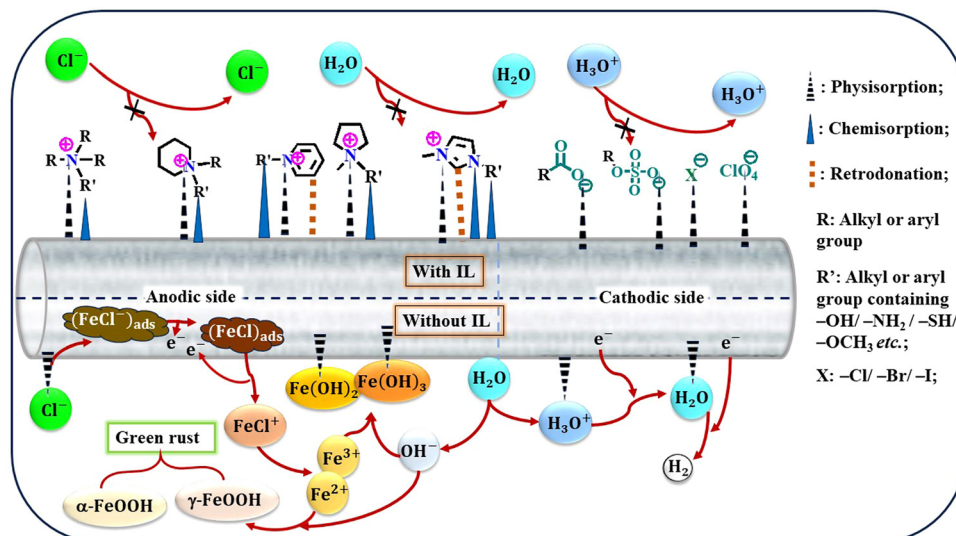 Cl⁻
Cl⁻
H₂O
H₂O
H₃O⁺
H₃O⁺
: Physisorption;
: Chemisorption;
: Retrodonation;
R: Alkyl or aryl
group
R': Alkyl or aryl
group containing
–OH/ –NH₂ / –SH/
–OCH₃ etc.;
X: –Cl/ –Br/ –I;
R
R–N–R
R'
⊕
N
R
R'
⊕
R'
N
⊕
N
R'
⊕
N
N
R'
⊕
R
O
O
⊖
R
O
O
S
O
O
⊖
X
⊖
ClO₄
⊖
With IL
Anodic side
Cathodic side
Without IL
(FeCl⁻)ads
(FeCl)ads
e⁻
e⁻
e⁻
e⁻
Fe(OH)₂
Fe(OH)₃
H₂O
Cl⁻
H₃O⁺
H₂O
FeCl⁺
Green rust
Fe³⁺
OH⁻
H₂
Fe²⁺
α-FeOOH
γ-FeOOH